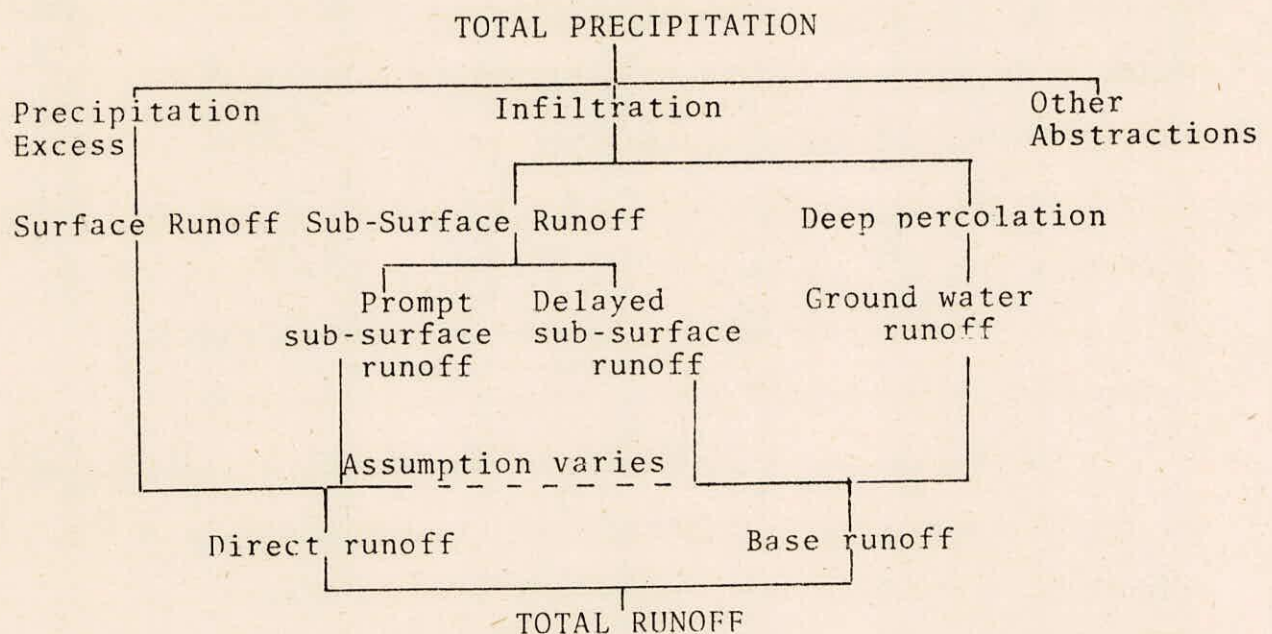 TOTAL PRECIPITATION
Precipitation
Excess
Infiltration
Other
Abstractions
Surface Runoff
Sub-Surface Runoff
Deep percolation
Prompt
sub-surface
runoff
Delayed
sub-surface
runoff
Ground water
runoff
Assumption varies
Direct runoff
Base runoff
TOTAL RUNOFF